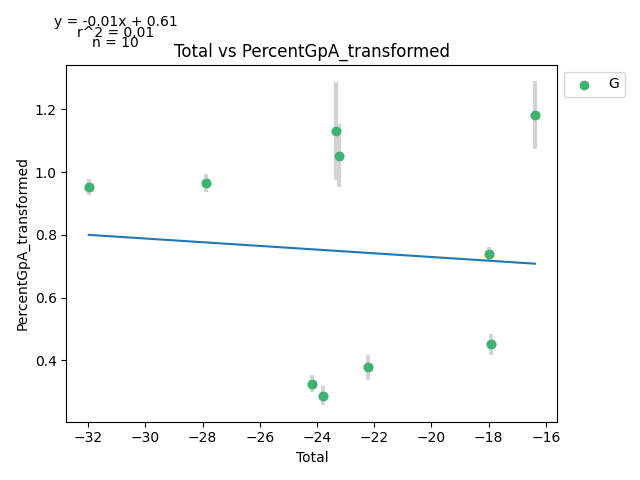 y = -0.01x + 0.61
r^2 = 0.01
n = 10
Total vs PercentGpA_transformed
G
PercentGpA_transformed
1.2
1.0
0.8
0.6
0.4
−32 −30 −28 −26 −24 −22 −20 −18 −16
Total